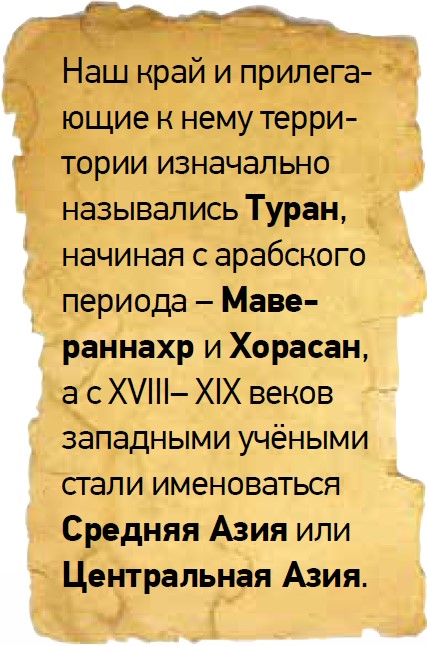 Наш край и прилега-
ющие к нему терри-
тории изначально
назывались Туран,
начиная с арабского
периода – Маве-
раннахр и Хорасан,
а с XVIII– XIX веков
западными учёными
стали именоваться
Средняя Азия или
Центральная Азия.